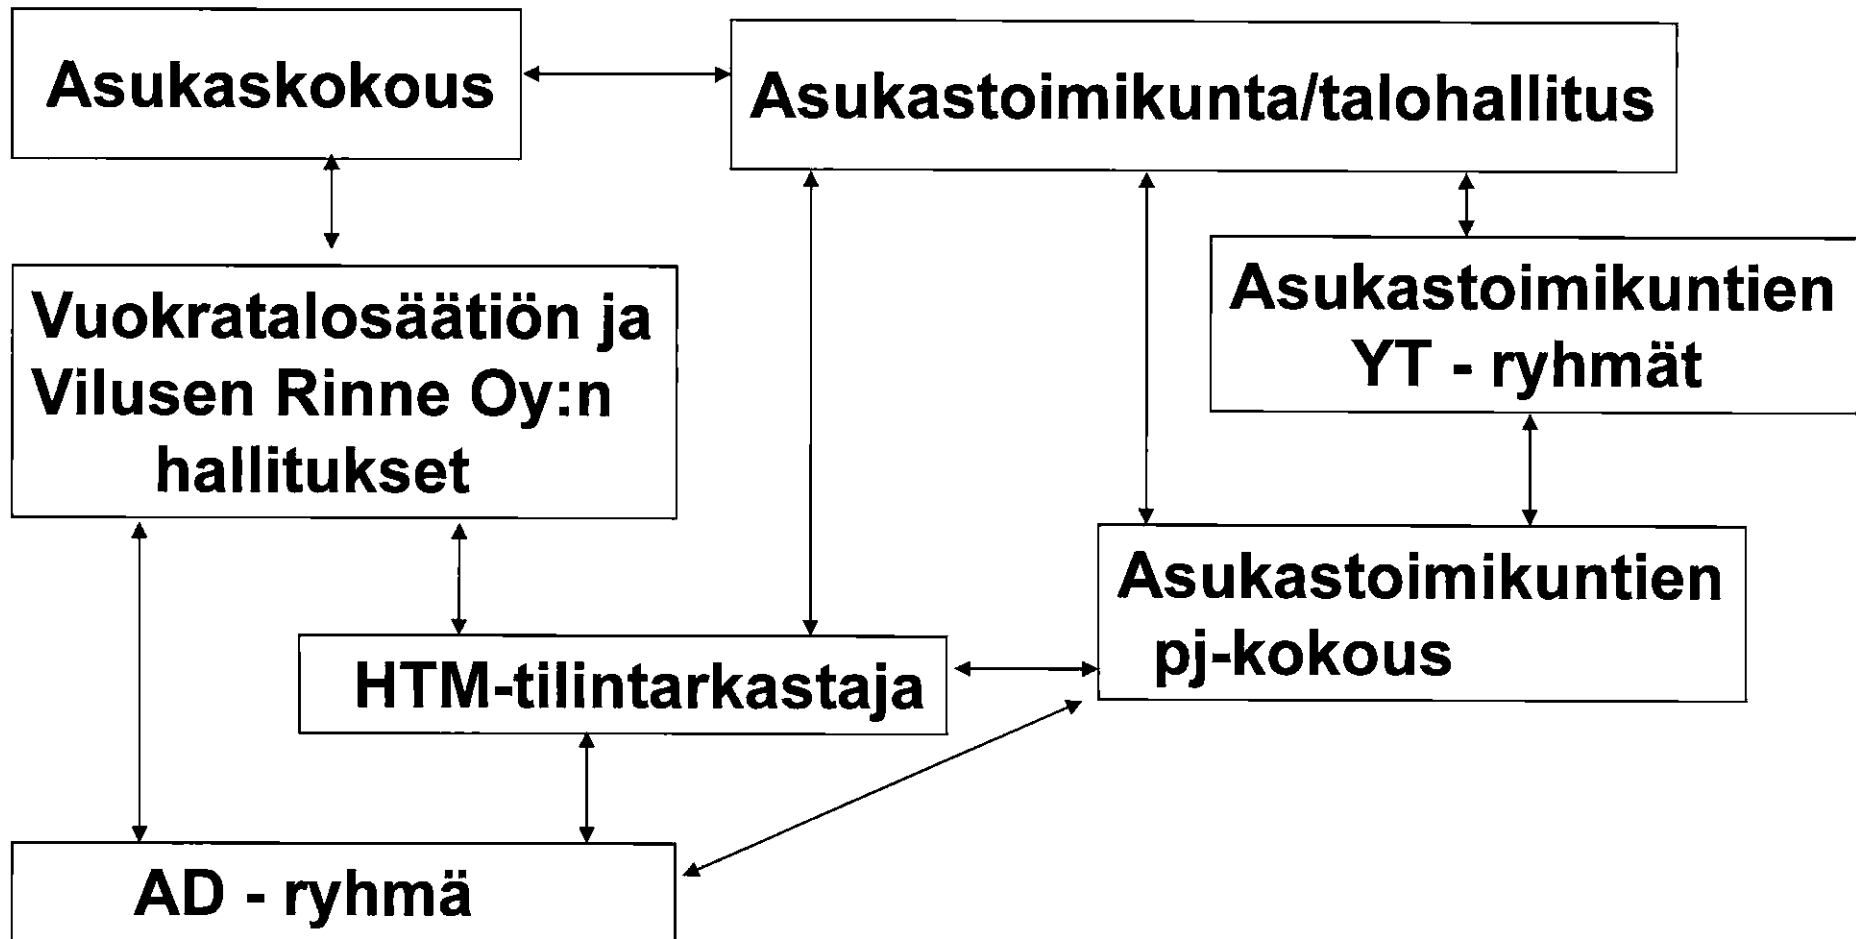 Asukaskokous
Asukastoimikunta/talohallitus
Vuokratalosäätiön ja
Vilusen Rinne Oy:n
hallitukset
Asukastoimikuntien
YT - ryhmät
Asukastoimikuntien
pj-kokous
HTM-tilintarkastaja
AD - ryhmä